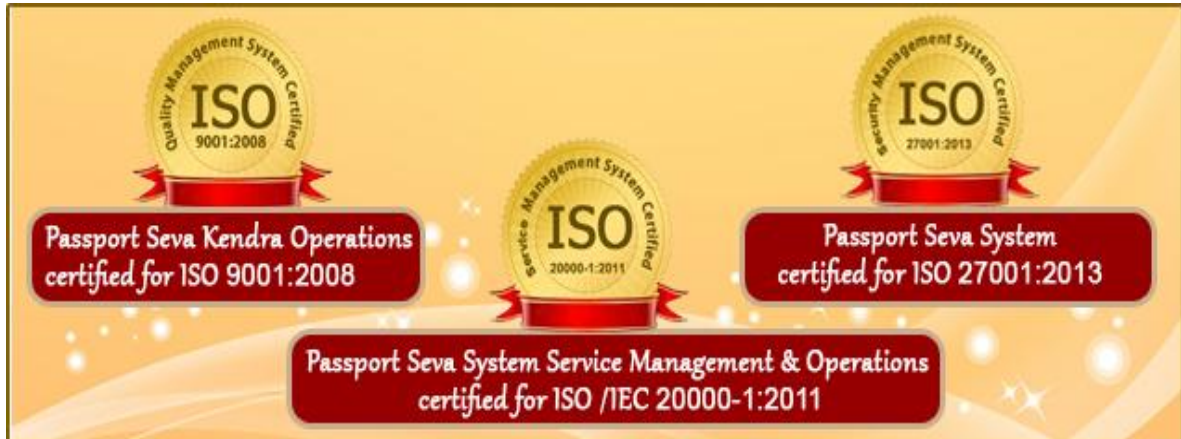 Quality Management System Certified
ISO
9001:2008
Passport Seva Kendra Operations
certified for ISO 9001:2008
Service Management System Certified
ISO
20000-1:2011
Passport Seva System Service Management & Operations
certified for ISO /IEC 20000-1:2011
Security Management System Certified
ISO
27001:2013
Passport Seva System
certified for ISO 27001:2013